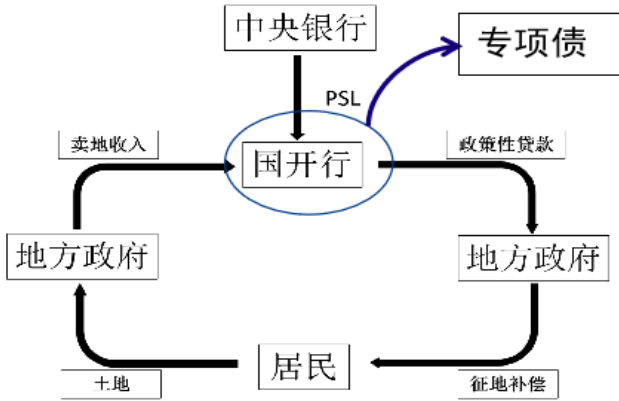 中央银行
专项债
PSL
卖地收入
国开行
政策性贷款
地方政府
地方政府
居民
土地
征地补偿